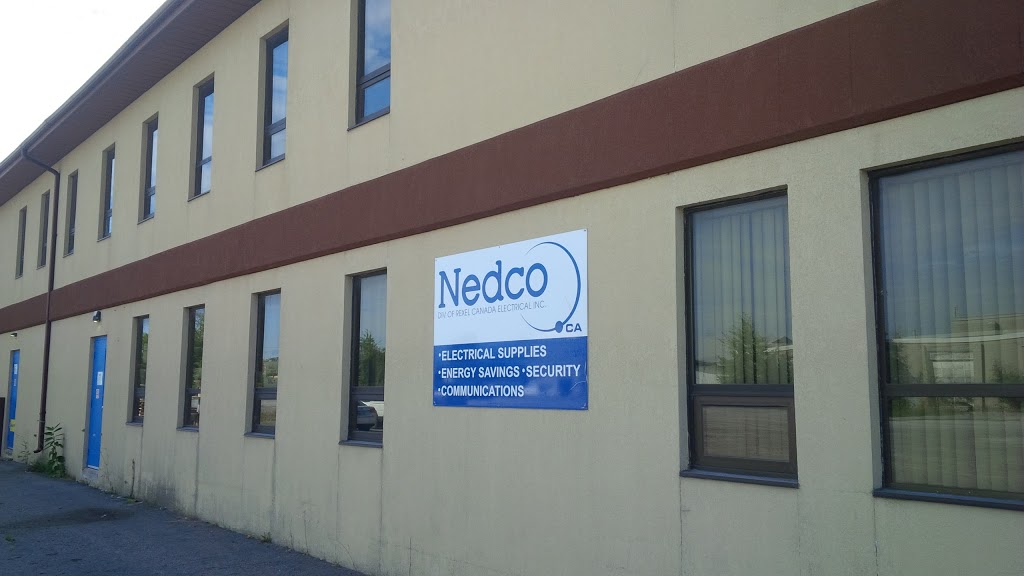 Nedco
DIV OF REXEL CANADA ELECTRICAL INC.
.CA
•ELECTRICAL SUPPLIES
•ENERGY SAVINGS •SECURITY
•COMMUNICATIONS